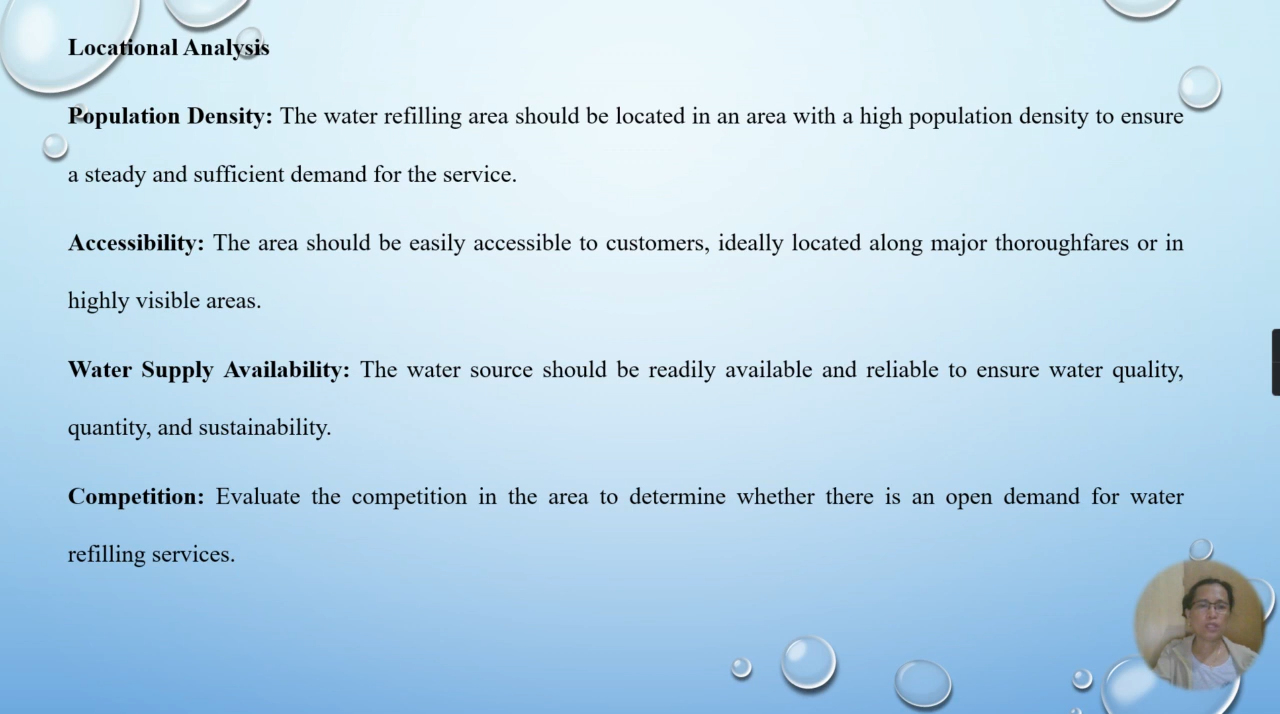 Locational Analysis
Population Density: The water refilling area should be located in an area with a high population density to ensure
a steady and sufficient demand for the service.
Accessibility: The area should be easily accessible to customers, ideally located along major thoroughfares or in
highly visible areas.
Water Supply Availability: The water source should be readily available and reliable to ensure water quality,
quantity, and sustainability.
Competition: Evaluate the competition in the area to determine whether there is an open demand for water
refilling services.